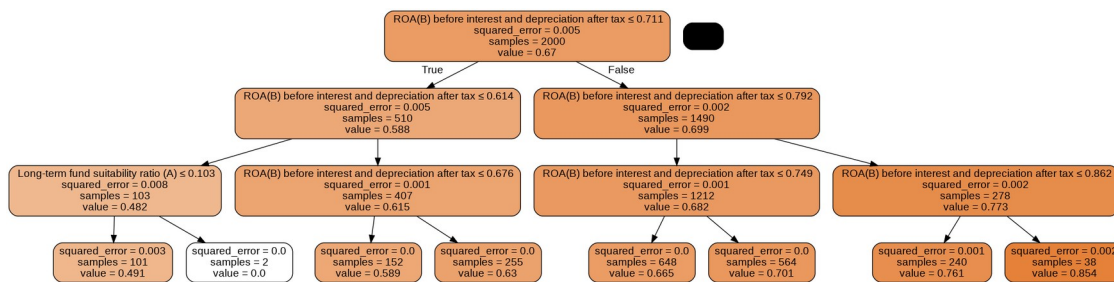 ROA(B) before interest and depreciation after tax ≤ 0.711
squared_error = 0.005
samples = 2000
value = 0.67
True
False
ROA(B) before interest and depreciation after tax ≤ 0.614
squared_error = 0.005
samples = 510
value = 0.588
ROA(B) before interest and depreciation after tax ≤ 0.792
squared_error = 0.002
samples = 1490
value = 0.699
Long-term fund suitability ratio (A) ≤ 0.103
squared_error = 0.008
samples = 103
value = 0.482
ROA(B) before interest and depreciation after tax ≤ 0.676
squared_error = 0.001
samples = 407
value = 0.615
ROA(B) before interest and depreciation after tax ≤ 0.749
squared_error = 0.001
samples = 1212
value = 0.682
ROA(B) before interest and depreciation after tax ≤ 0.862
squared_error = 0.002
samples = 278
value = 0.773
squared_error = 0.003
samples = 101
value = 0.491
squared_error = 0.0
samples = 2
value = 0.0
squared_error = 0.0
samples = 152
value = 0.589
squared_error = 0.0
samples = 255
value = 0.63
squared_error = 0.0
samples = 648
value = 0.665
squared_error = 0.0
samples = 564
value = 0.701
squared_error = 0.001
samples = 240
value = 0.761
squared_error = 0.002
samples = 38
value = 0.854